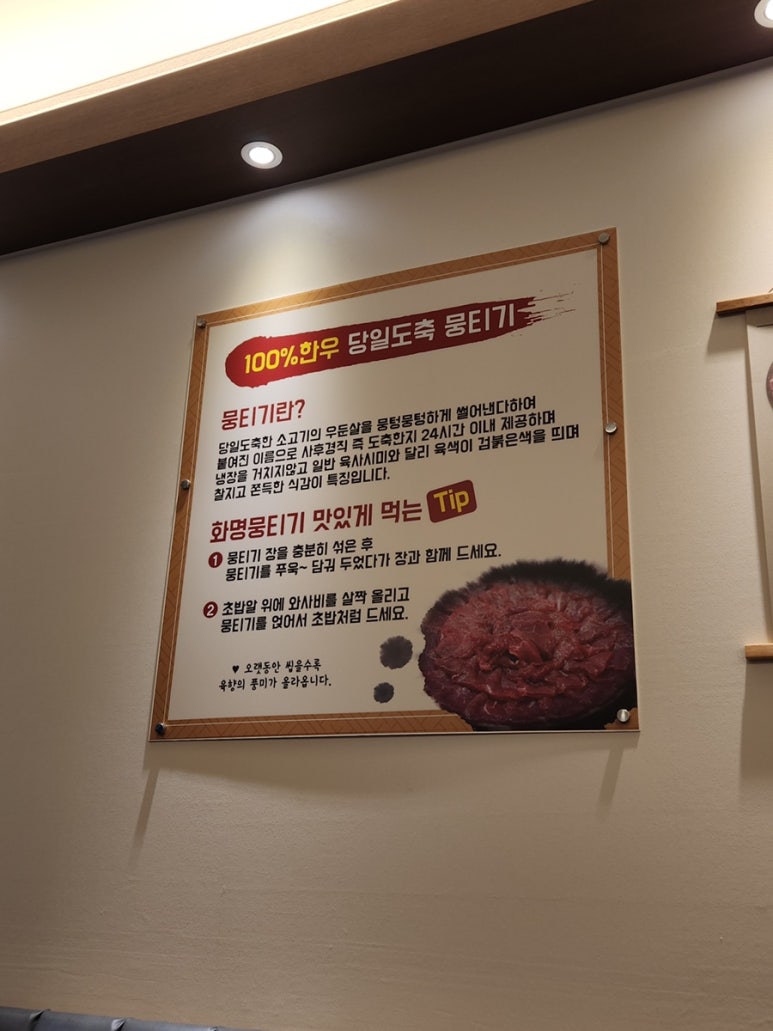 100%한우 당일도축 뭉티기
뭉티기란?
당일도축한 소고기의 우둔살을 뭉텅뭉텅하게 썰어낸다하여
붙여진 이름으로 사후경직 즉 도축한지 24시간 이내 제공하며
냉장을 거치지않고 일반 육사시미와 달리 육색이 검붉은색을 띄며
찰지고 쫀득한 식감이 특징입니다.
화명뭉티기 맛있게 먹는 Tip
1 뭉티기 장을 충분히 섞은 후
뭉티기를 푸욱~ 담궈 두었다가 장과 함께 드세요.
2 초밥알 위에 와사비를 살짝 올리고
뭉티기를 얹어서 초밥처럼 드세요.
♥ 오랫동안 씹을수록
육향의 풍미가 올라옵니다.